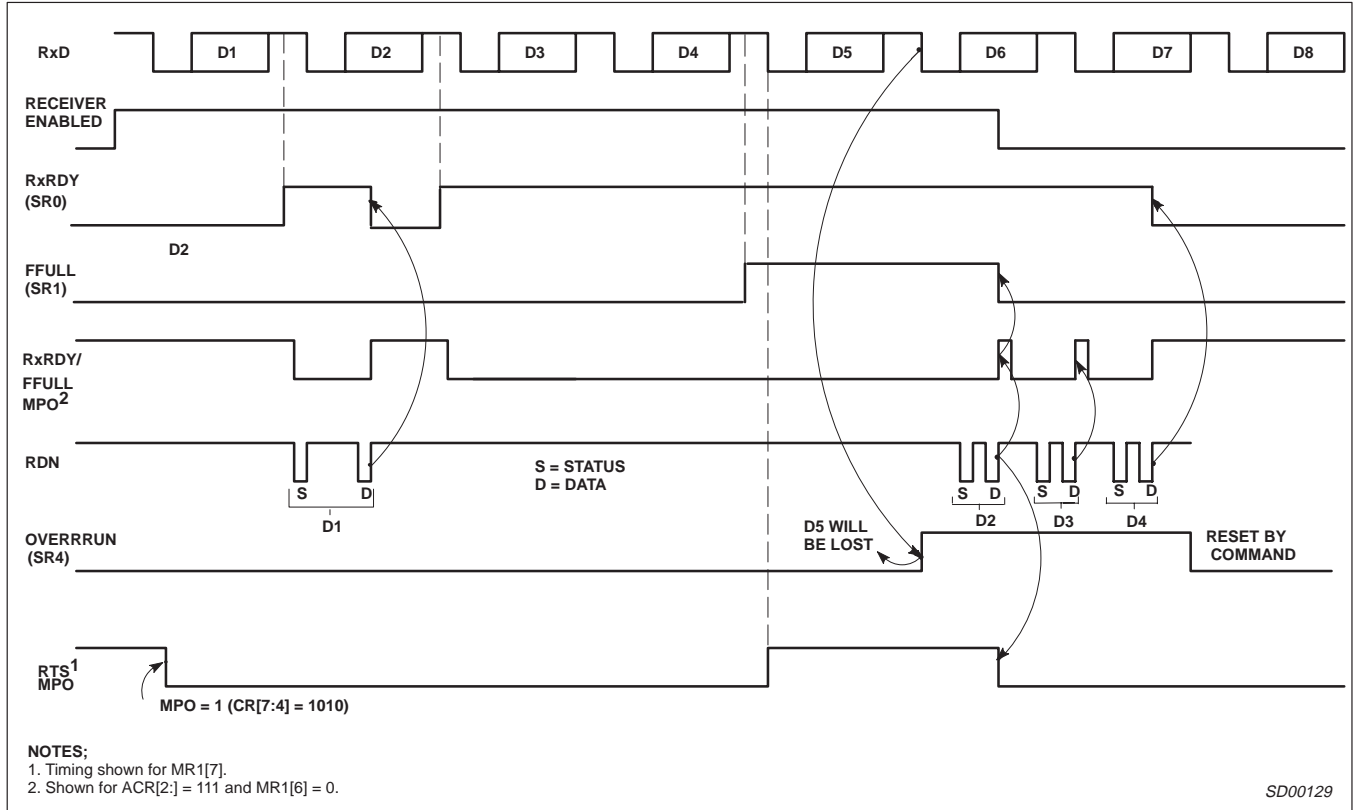 RxD D1 D2 D3 D4 D5 D6 D7 D8
RECEIVER
ENABLED
RxRDY
(SR0)
D2
FFULL
(SR1)
RxRDY/
FFULL
MPO2
RDN
S = STATUS
D = DATA
S D S D S D S D
D1 D2 D3 D4
OVERRRUN
(SR4)
D5 WILL
BE LOST
RESET BY
COMMAND
RTS1
MPO
MPO = 1 (CR[7:4] = 1010)
NOTES;
1. Timing shown for MR1[7].
2. Shown for ACR[2:] = 111 and MR1[6] = 0.
SD00129